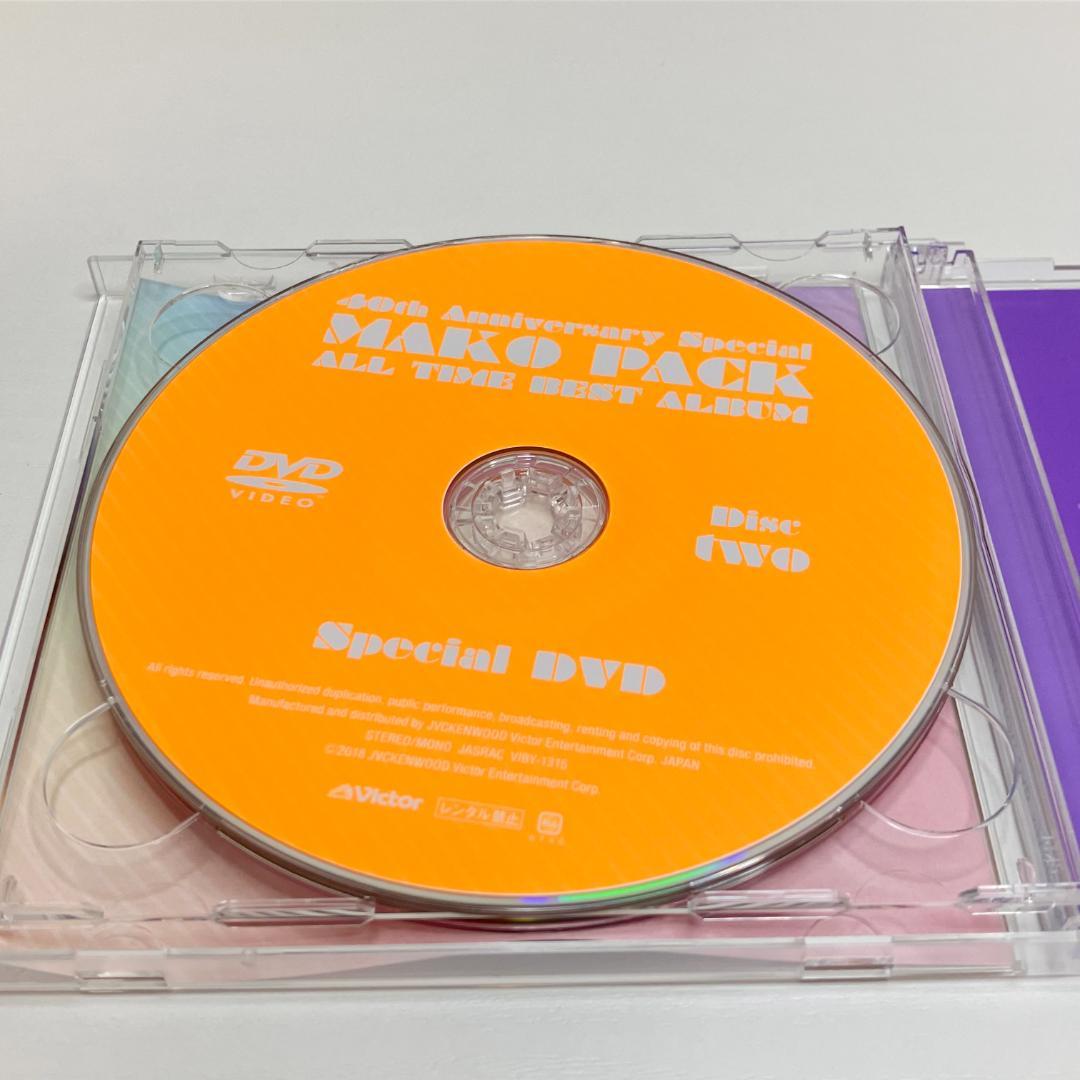 40th Anniversary Special
MAKO PACK
ALL TIME BEST ALBUM
DVD
VIDEO
Disc
two
Special DVD
All rights reserved. Unauthorized duplication, public performance, broadcasting, renting and copying of this disc prohibited.
Manufactored and distributed by JVCKENWOOD Victor Entertainment Corp. JAPAN
STEREO/MONO JASRAC VIBY-1315
©2018 JVCKENWOOD Victor Entertainment Corp.
Victor レンタル禁止